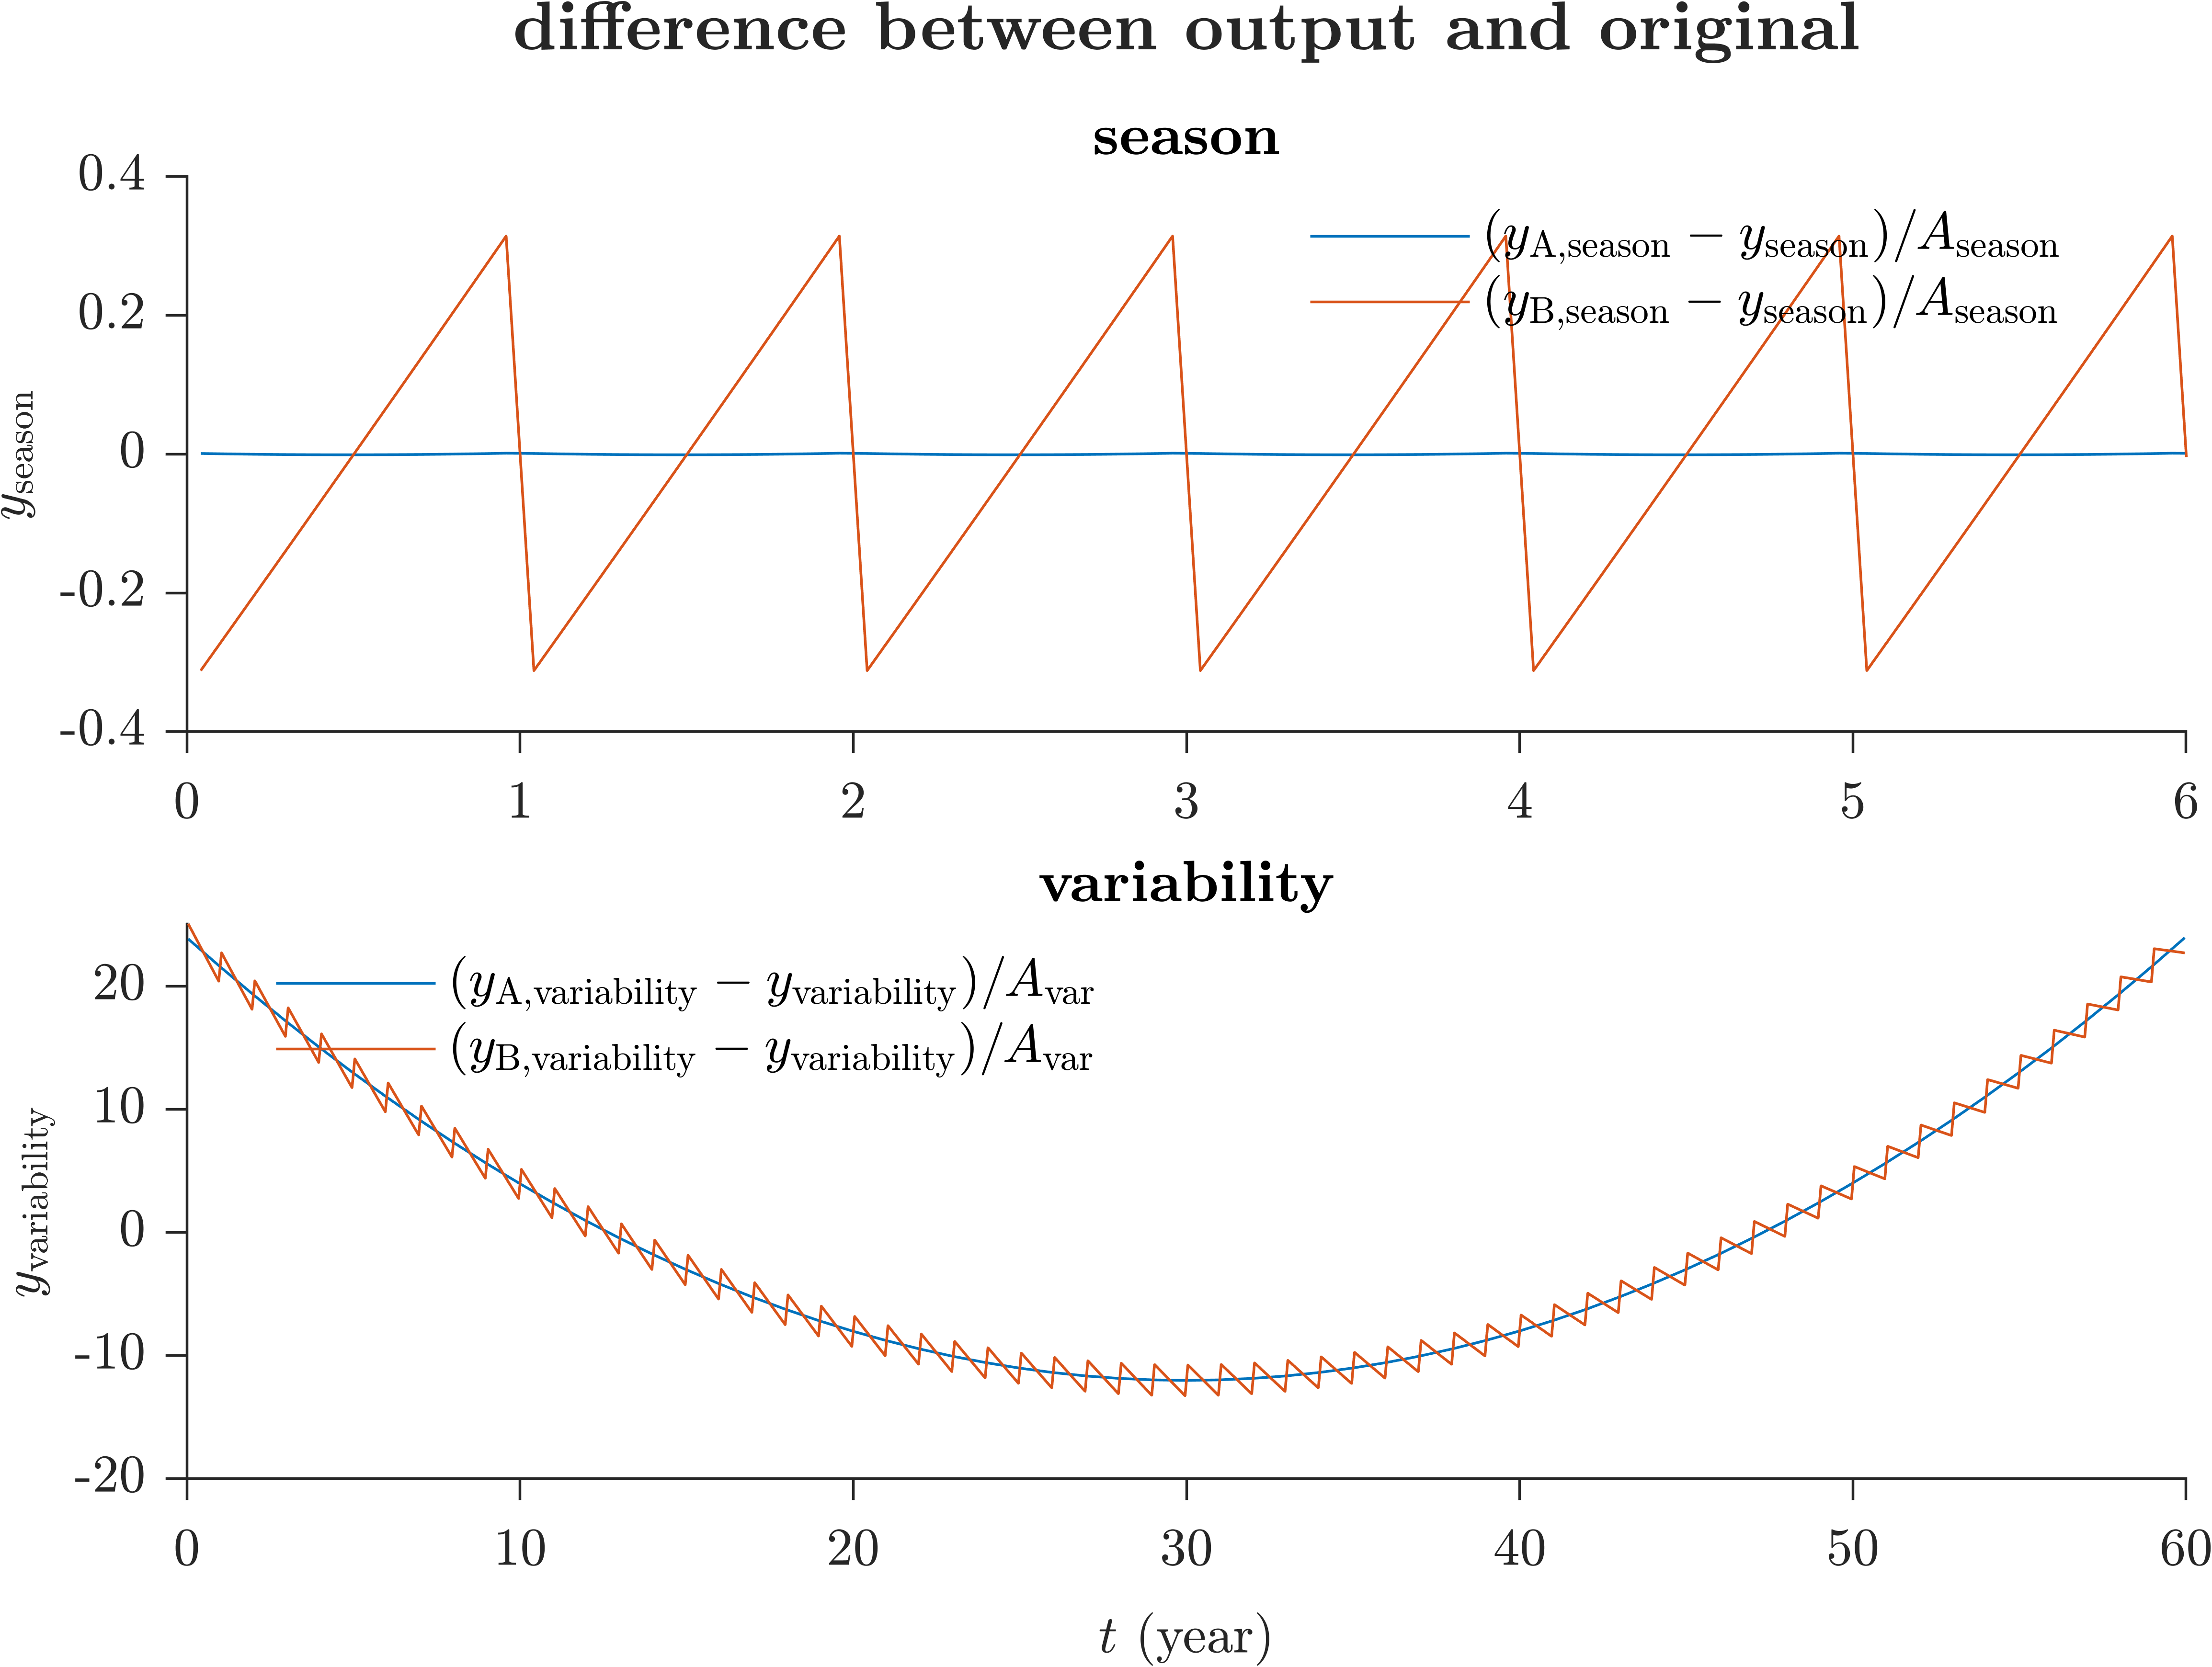 difference between output and original
season
0.4
0.2
0
-0.2
-0.4
y_season
(y_A,season − y_season)/A_season
(y_B,season − y_season)/A_season
0 1 2 3 4 5 6
variability
20
10
0
-10
-20
y_variability
(y_A,variability − y_variability)/A_var
(y_B,variability − y_variability)/A_var
0 10 20 30 40 50 60
t (year)